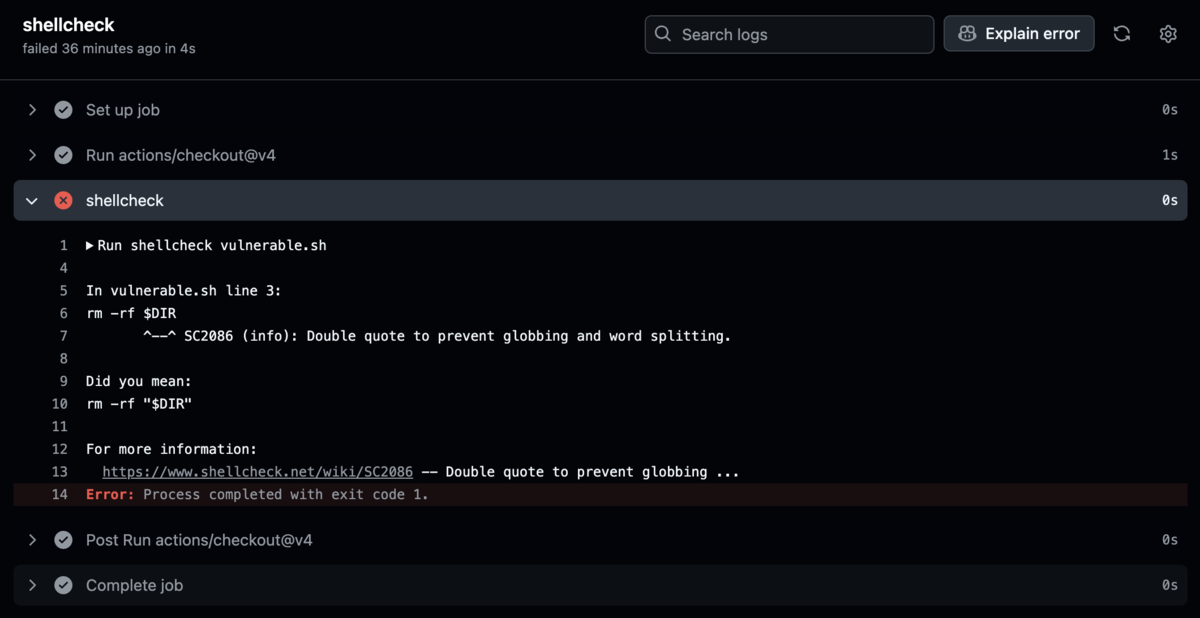 shellcheck
failed 36 minutes ago in 4s
Search logs
Explain error
Set up job 0s
Run actions/checkout@v4 1s
shellcheck 0s
1 ▶Run shellcheck vulnerable.sh
4
5 In vulnerable.sh line 3:
6 rm -rf $DIR
7        ^--^ SC2086 (info): Double quote to prevent globbing and word splitting.
8
9 Did you mean:
10 rm -rf "$DIR"
11
12 For more information:
13   https://www.shellcheck.net/wiki/SC2086 -- Double quote to prevent globbing ...
14 Error: Process completed with exit code 1.
Post Run actions/checkout@v4 0s
Complete job 0s